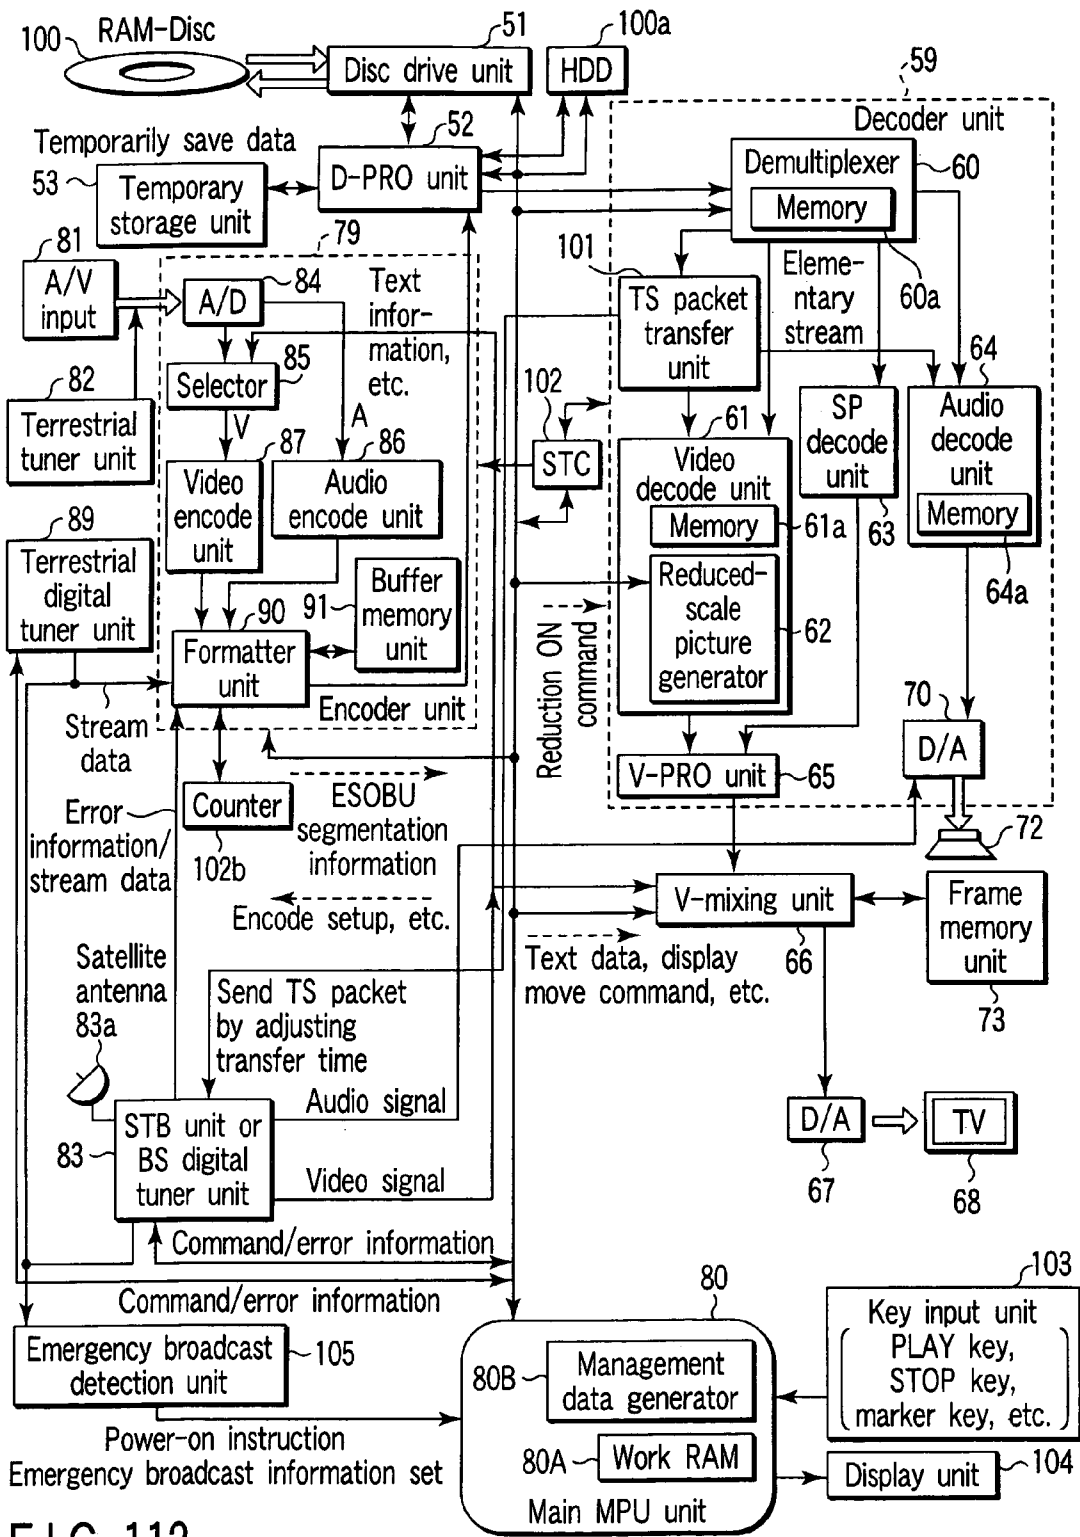 100
RAM-Disc
51
100a
Disc drive unit
HDD
59
52
Decoder unit
Temporarily save data
53
Temporary
storage unit
D-PRO unit
Demultiplexer
60
Memory
60a
81
A/V
input
79
84
A/D
Text
infor-
mation,
etc.
101
TS packet
transfer
unit
Elemen-
ntary
stream
85
Selector
82
Terrestrial
tuner unit
V
A
87
Video
encode
unit
86
Audio
encode unit
102
STC
61
Video
decode unit
Memory
61a
SP
decode
unit
63
64
Audio
decode
unit
Memory
64a
89
Terrestrial
digital
tuner unit
91
Buffer
memory
unit
Reduced-
scale
picture
generator
62
90
Formatter
unit
Encoder unit
Reduction ON
command
70
D/A
Stream
data
V-PRO unit
65
72
Counter
102b
ESOBU
segmentation
information
Error
information/
stream data
Encode setup, etc.
V-mixing unit
66
Frame
memory
unit
73
Text data, display
move command, etc.
Satellite
antenna
83a
Send TS packet
by adjusting
transfer time
83
STB unit or
BS digital
tuner unit
Audio signal
Video signal
D/A
67
TV
68
Command/error information
Command/error information
Emergency broadcast
detection unit
105
80
80B
Management
data generator
80A
Work RAM
Main MPU unit
103
Key input unit
PLAY key,
STOP key,
marker key, etc.
Display unit
104
Power-on instruction
Emergency broadcast information set
FIG. 112